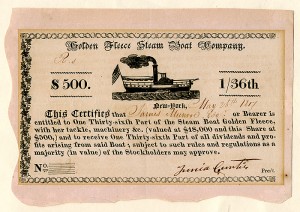 Golden Fleece Steam Boat Company.
$500.
1/36th
New-York,
This Certifies that or Bearer is
entitled to One Thirty-sixth Part of the Steam Boat Golden Fleece,
with her tackle, machinery &c. (valued at $18,000 and this Share at
$500,) and to receive One Thirty-sixth Part of all dividends and pro
fits arising from said Boat; subject to such rules and regulations as a
majority (in value) of the Stockholders may approve.
No.
Pres't.